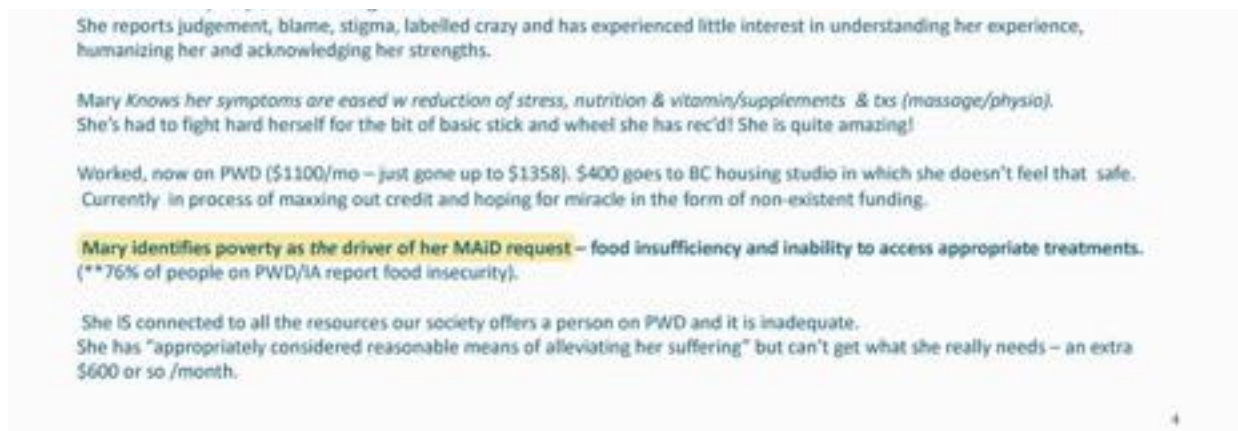 She reports judgement, blame, stigma, labelled crazy and has experienced little interest in understanding her experience,
humanizing her and acknowledging her strengths.
Mary Knows her symptoms are eased w reduction of stress, nutrition & vitamin/supplements & txs (massage/physio).
She's had to fight hard herself for the bit of basic stick and wheel she has rec'd! She is quite amazing!
Worked, now on PWD ($1100/mo – just gone up to $1358). $400 goes to BC housing studio in which she doesn't feel that safe.
Currently in process of maxxing out credit and hoping for miracle in the form of non-existent funding.
Mary identifies poverty as the driver of her MAiD request – food insufficiency and inability to access appropriate treatments.
(**76% of people on PWD/IA report food insecurity).
She IS connected to all the resources our society offers a person on PWD and it is inadequate.
She has "appropriately considered reasonable means of alleviating her suffering" but can't get what she really needs – an extra
$600 or so /month.
4